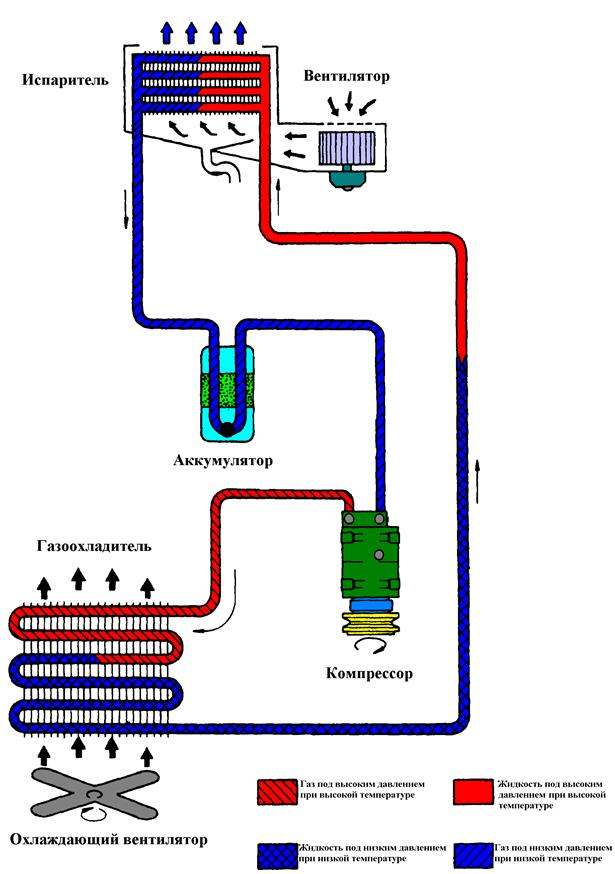 Испаритель
Вентилятор
Аккумулятор
Газоохладитель
Компрессор
Охлаждающий вентилятор
Газ под высоким давлением
при высокой температуре
Жидкость под высоким
давлением при высокой
температуре
Жидкость под низким давлением
при низкой температуре
Газ под низким давлением
при низкой температуре